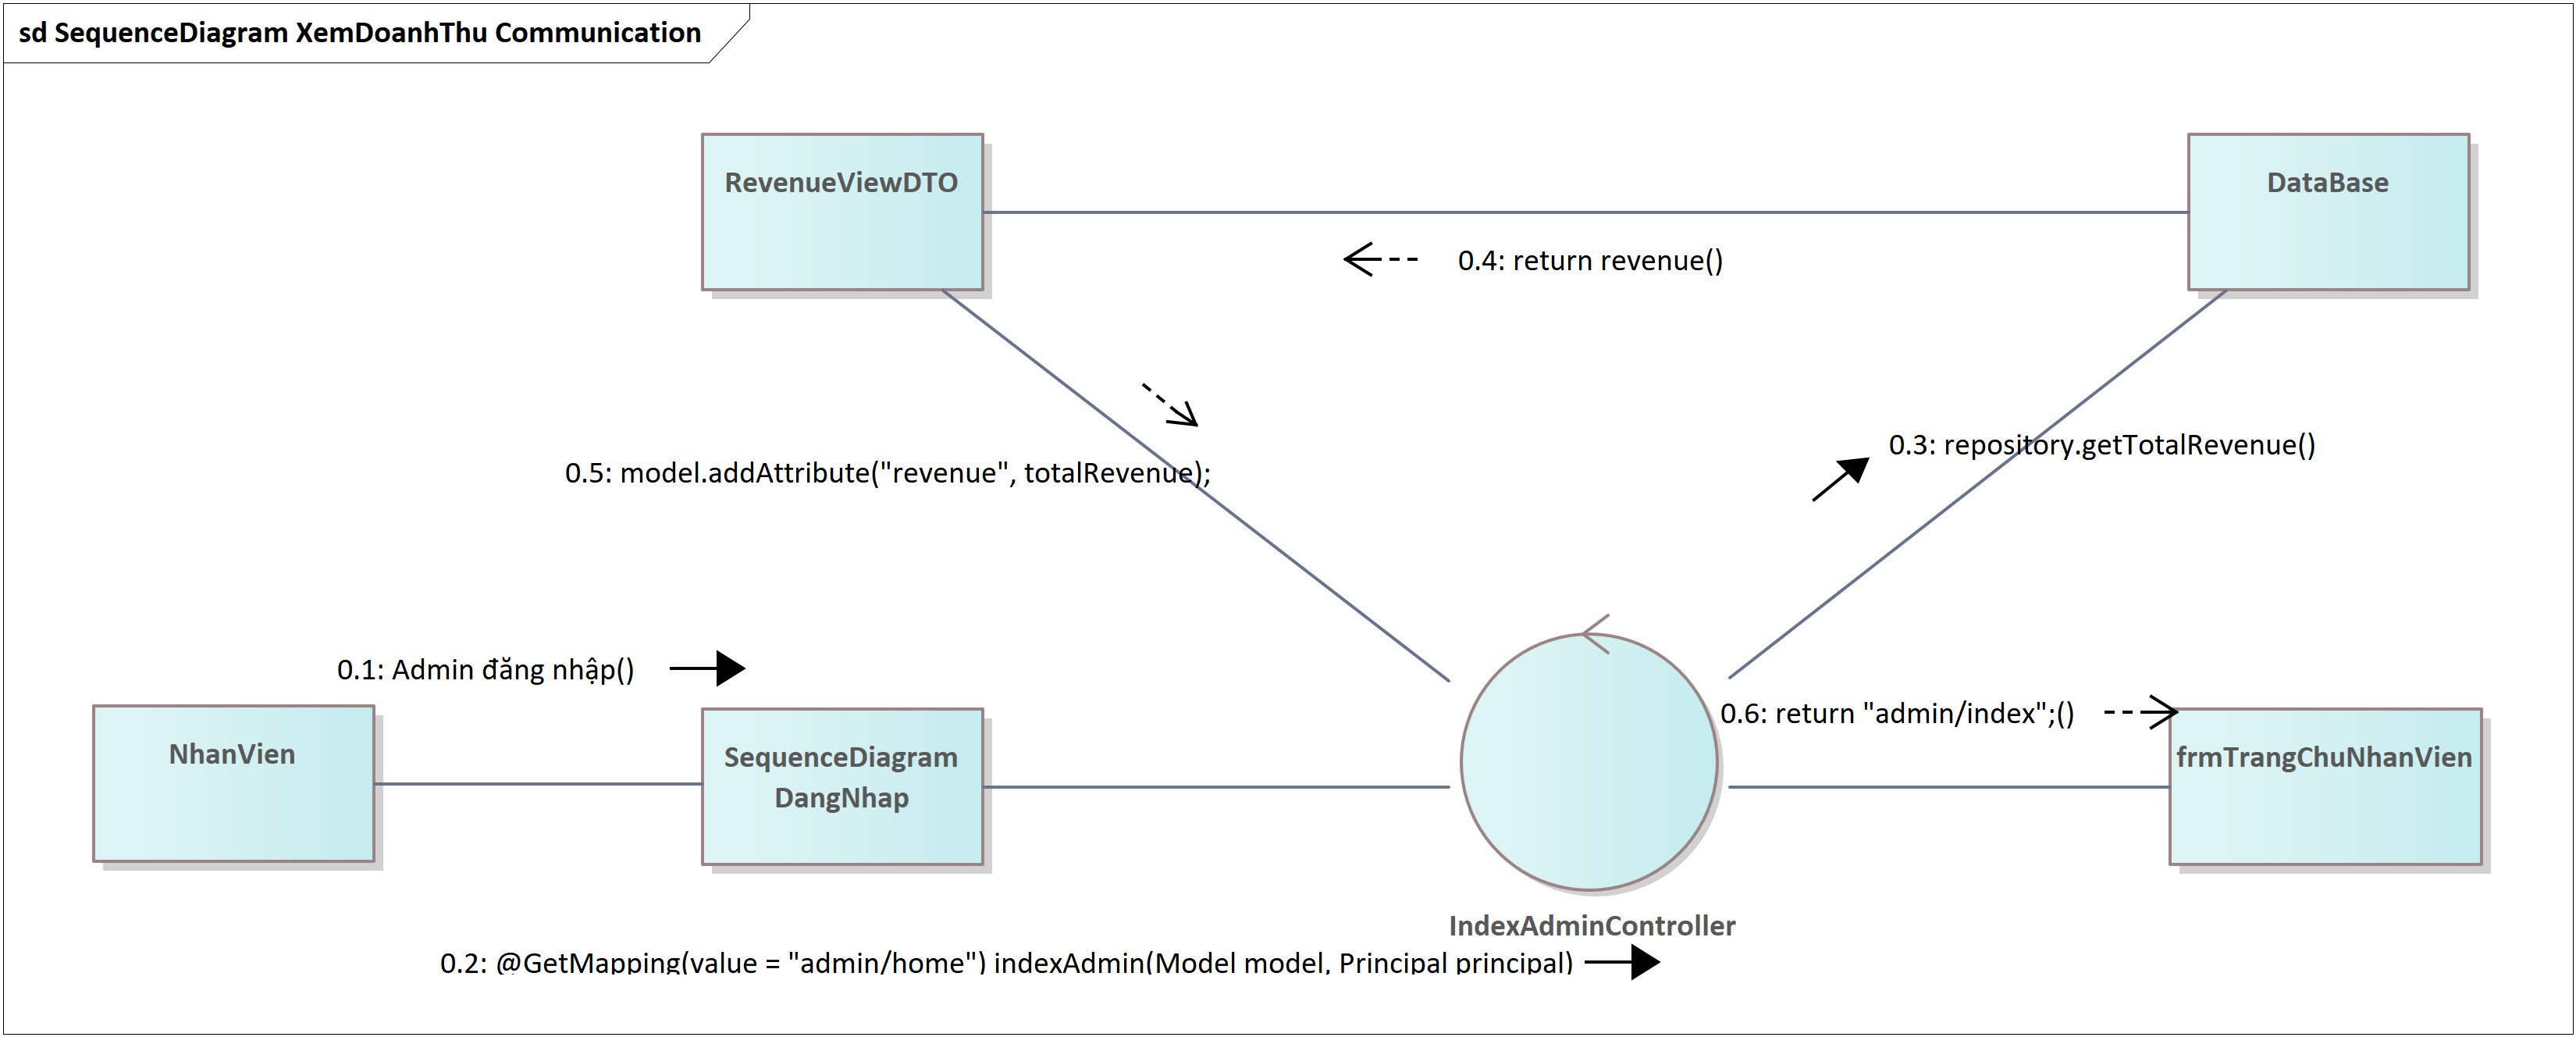 sd SequenceDiagram XemDoanhThu Communication
RevenueViewDTO
DataBase
0.4: return revenue()
0.3: repository.getTotalRevenue()
0.5: model.addAttribute("revenue", totalRevenue);
0.1: Admin đăng nhập()
0.6: return "admin/index";()
NhanVien
SequenceDiagram
DangNhap
frmTrangChuNhanVien
IndexAdminController
0.2: @GetMapping(value = "admin/home") indexAdmin(Model model, Principal principal)